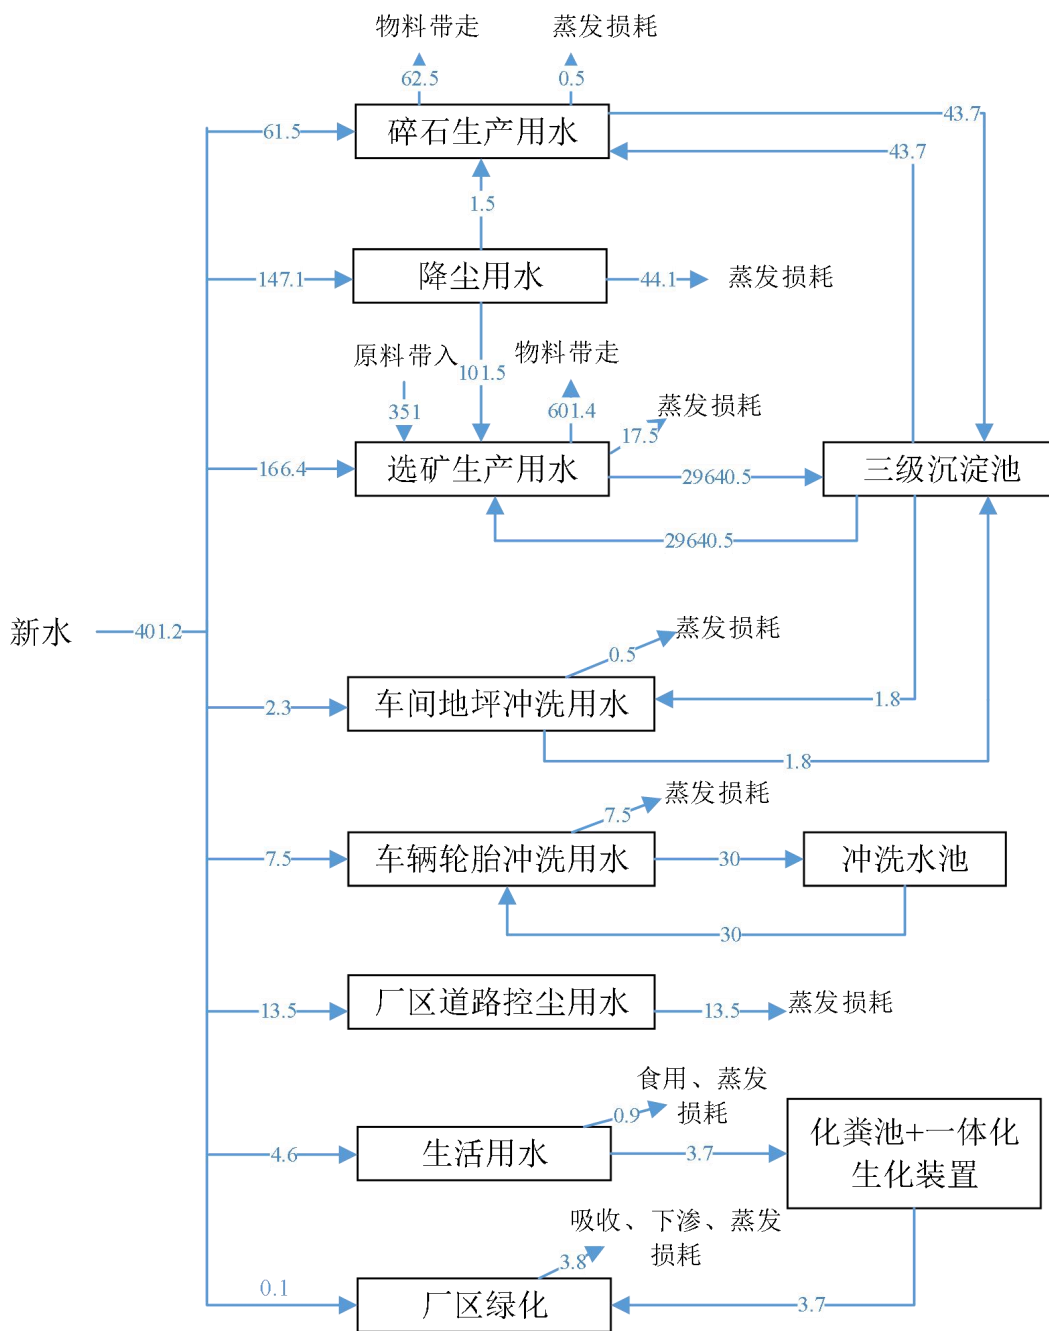 物料带走
蒸发损耗
62.5
0.5
61.5
碎石生产用水
43.7
43.7
1.5
147.1
降尘用水
44.1
蒸发损耗
原料带入
101.5
物料带走
351
601.4
蒸发损耗
17.5
166.4
选矿生产用水
29640.5
三级沉淀池
29640.5
新水
401.2
蒸发损耗
0.5
2.3
车间地坪冲洗用水
1.8
1.8
蒸发损耗
7.5
7.5
车辆轮胎冲洗用水
30
冲洗水池
30
13.5
厂区道路控尘用水
13.5
蒸发损耗
食用、蒸发
损耗
0.9
4.6
生活用水
3.7
化粪池+一体化
生化装置
吸收、下渗、蒸发
损耗
3.8
0.1
厂区绿化
3.7